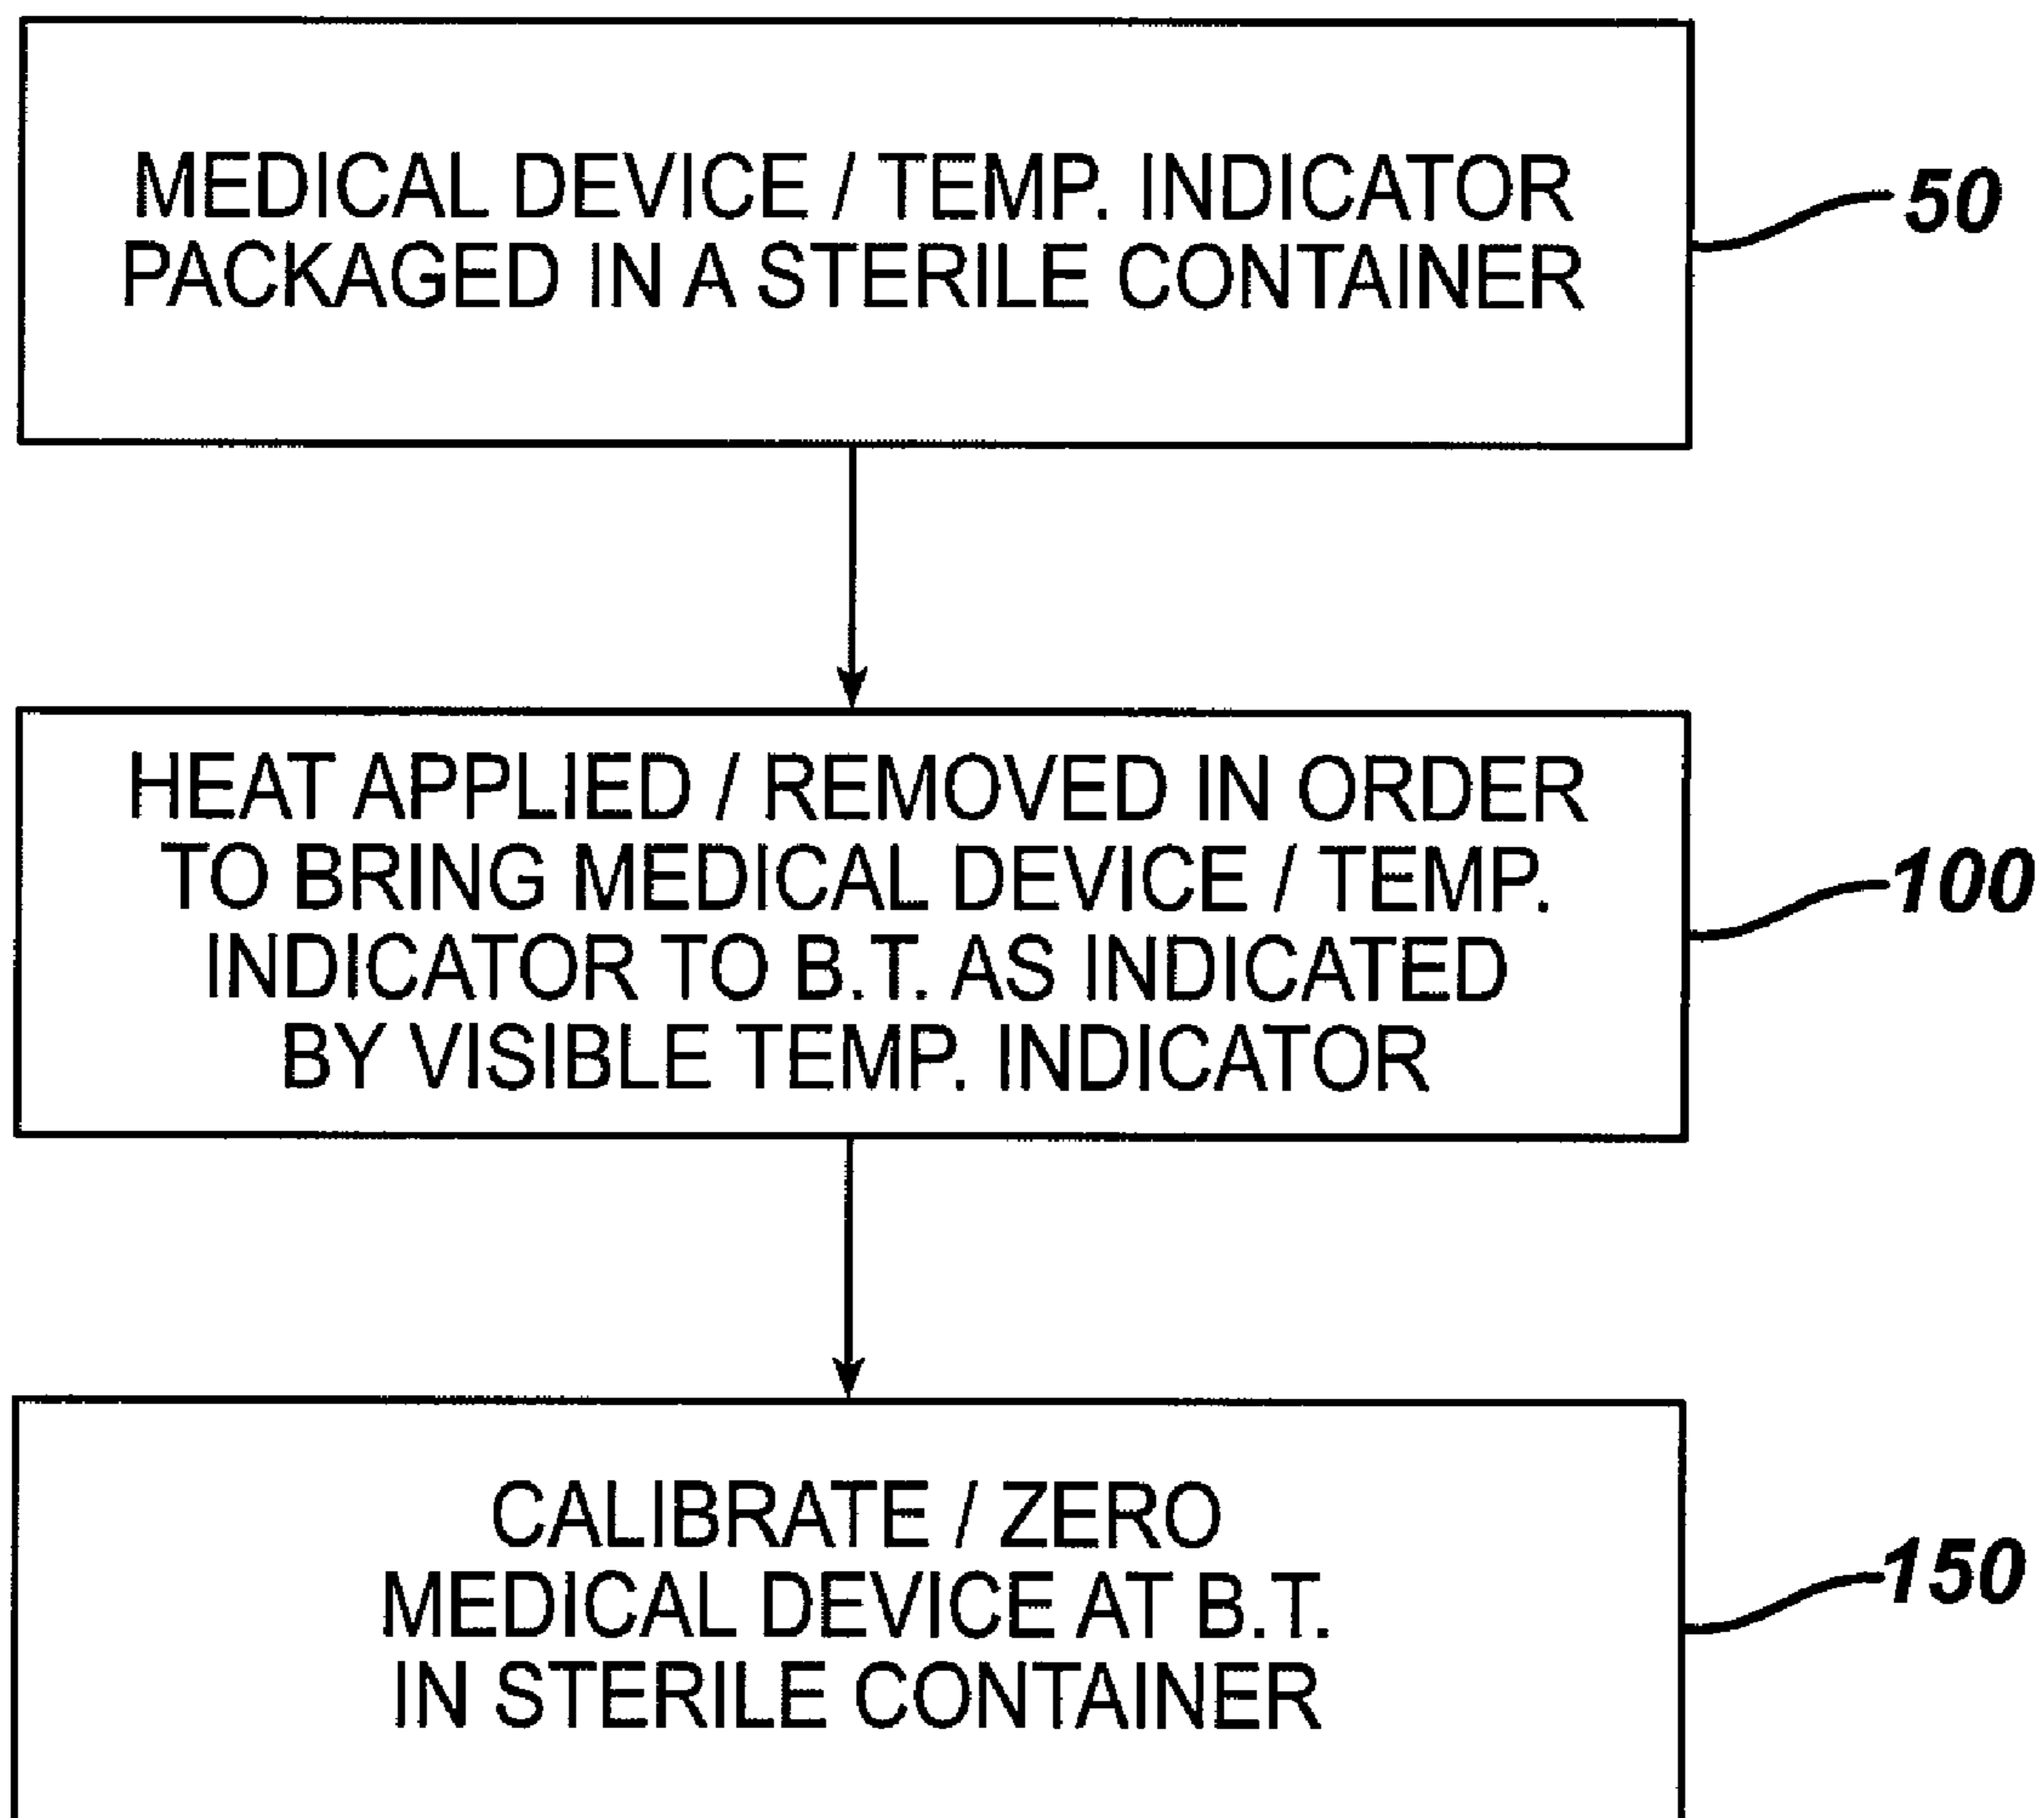 MEDICAL DEVICE / TEMP. INDICATOR
PACKAGED IN A STERILE CONTAINER
50
HEAT APPLIED / REMOVED IN ORDER
TO BRING MEDICAL DEVICE / TEMP.
INDICATOR TO B.T. AS INDICATED
BY VISIBLE TEMP. INDICATOR
100
CALIBRATE / ZERO
MEDICAL DEVICE AT B.T.
IN STERILE CONTAINER
150